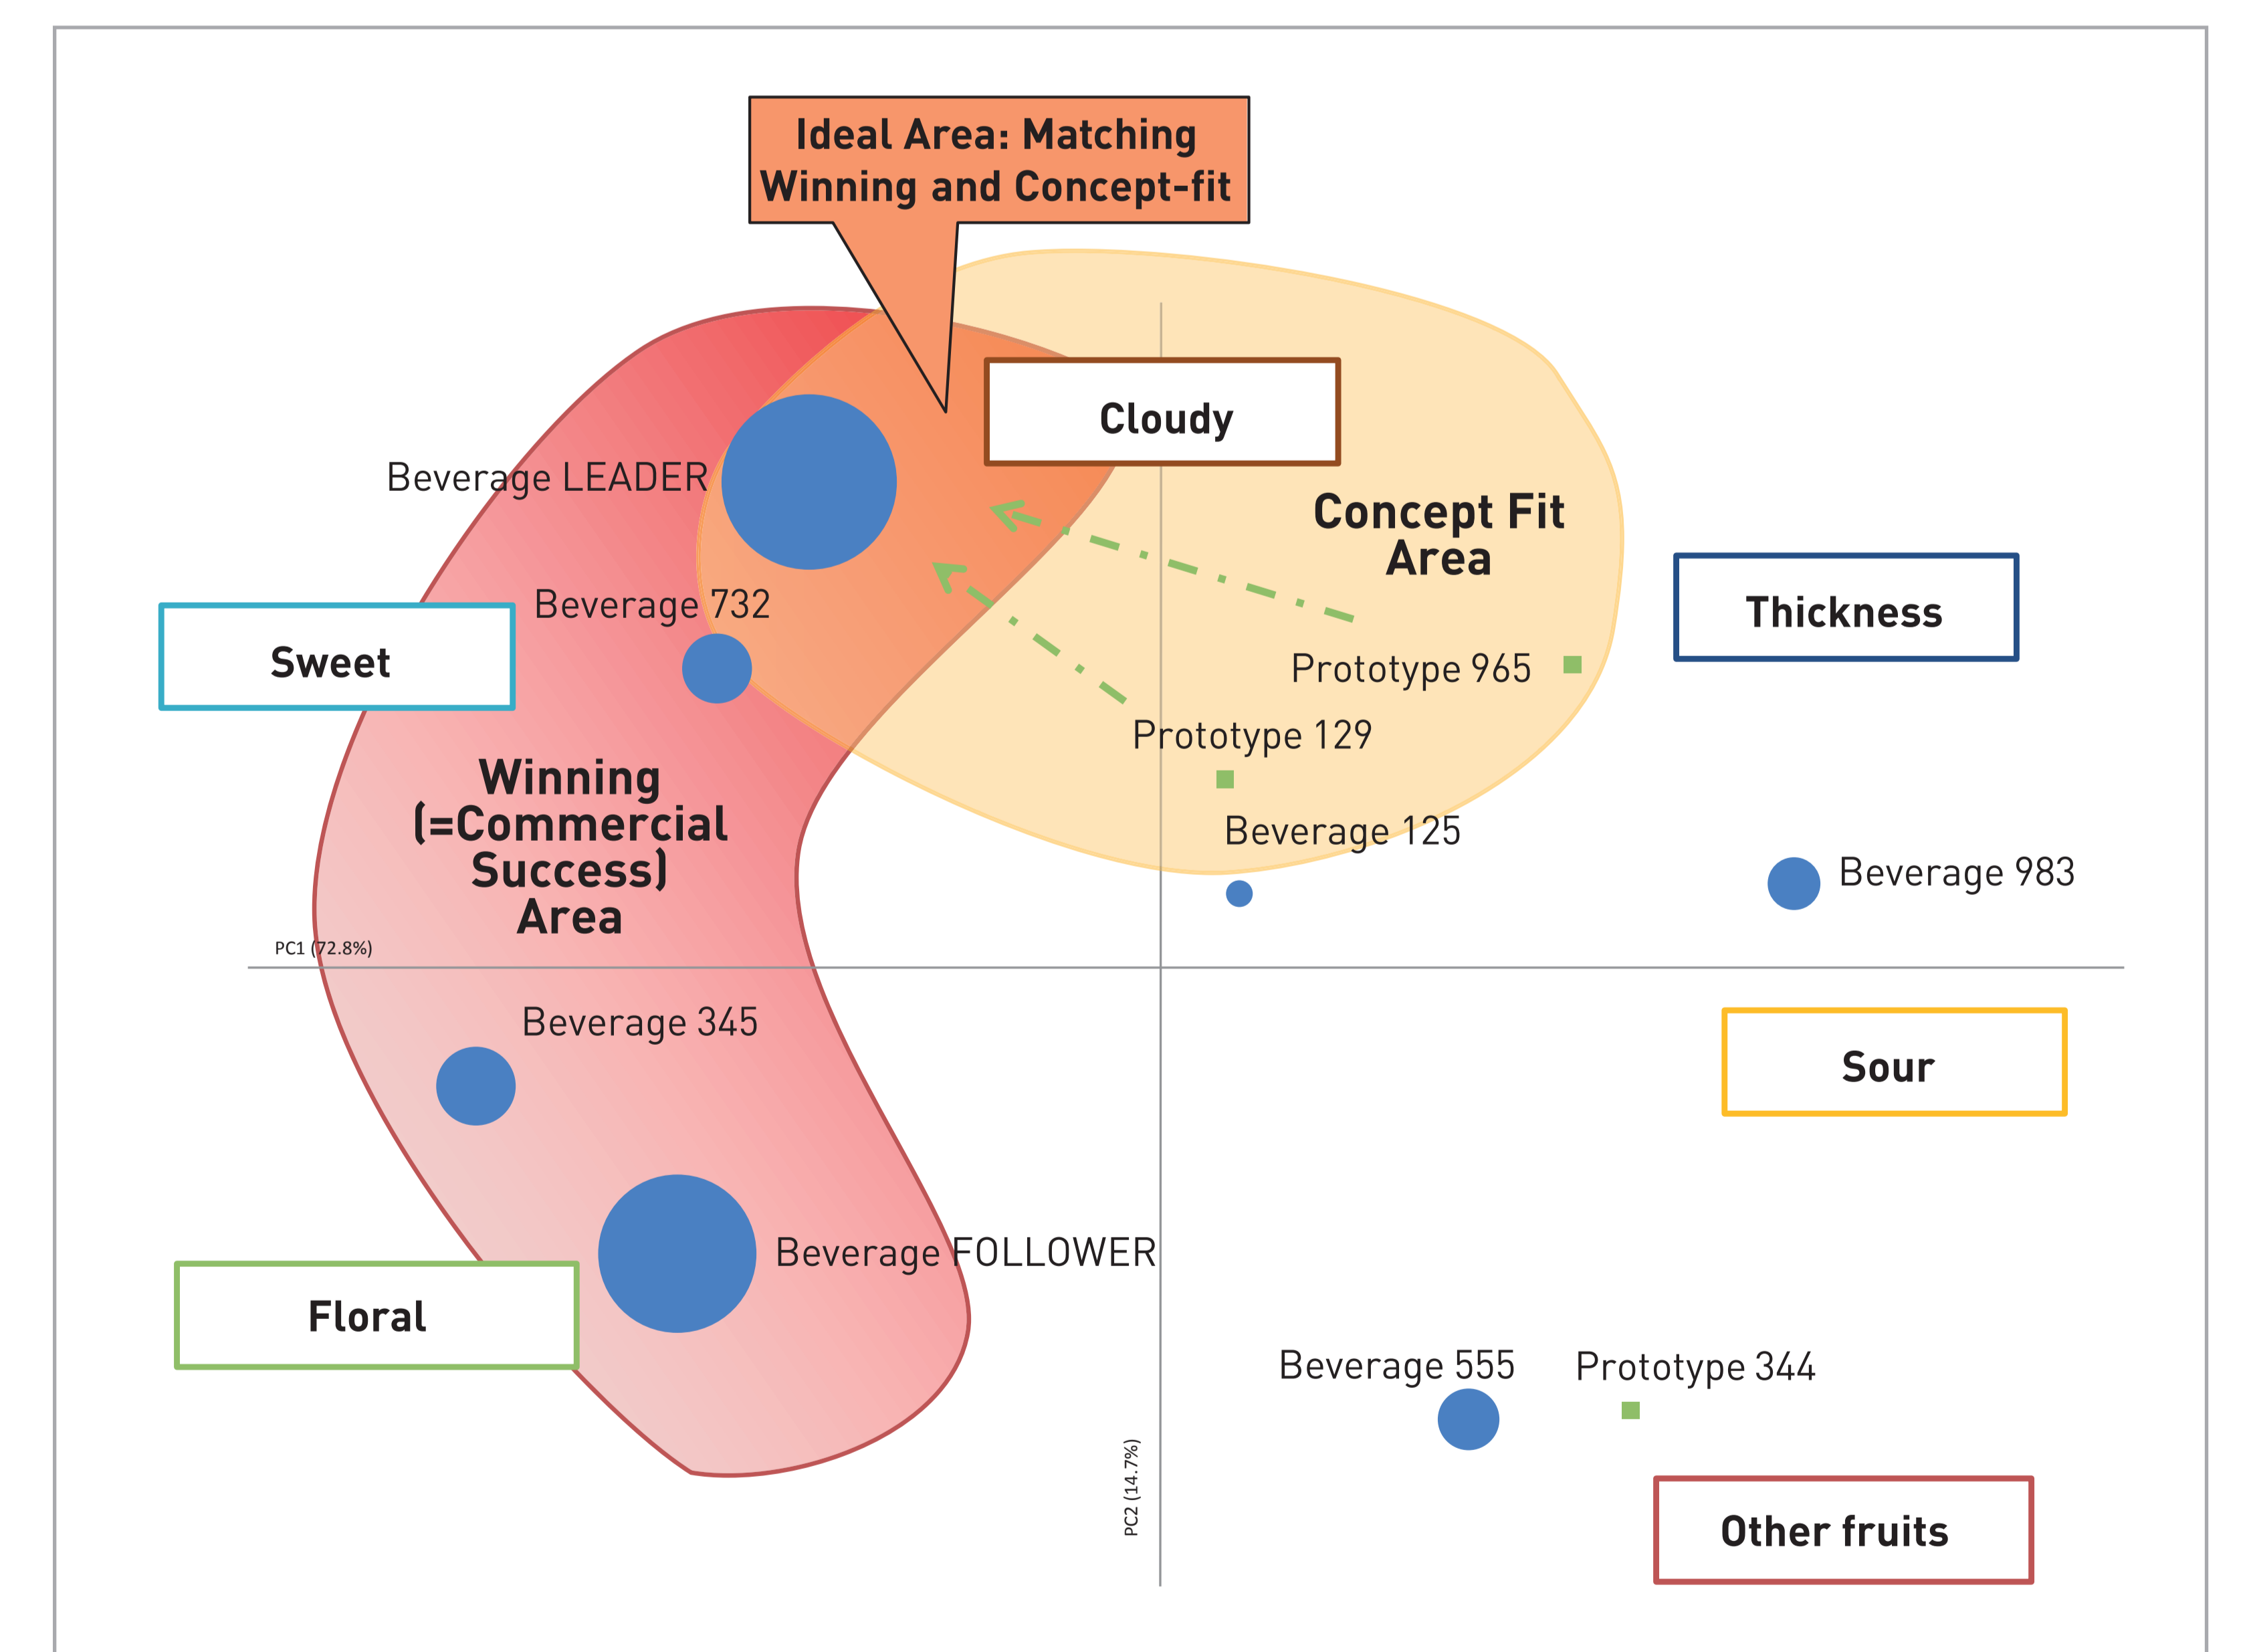 Ideal Area: Matching
Winning and Concept-fit
Cloudy
Beverage LEADER
Concept Fit
Area
Beverage 732
Thickness
Sweet
Prototype 965
Prototype 129
Winning
(=Commercial
Success)
Area
Beverage 125
Beverage 983
PC1 (72.8%)
Beverage 345
Sour
Beverage FOLLOWER
Floral
Beverage 555
Prototype 344
PC2 (14.7%)
Other fruits